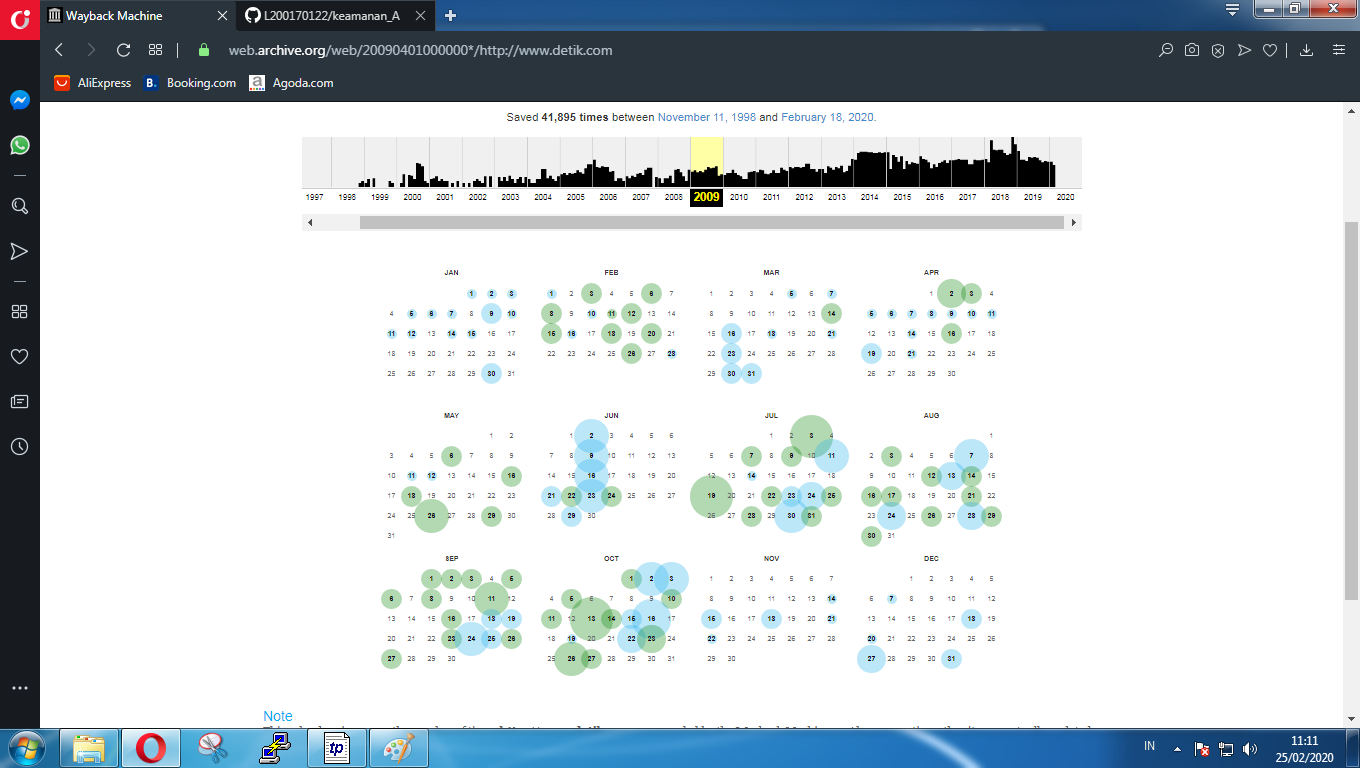 Wayback Machine
L200170122/keamanan_A
web.archive.org/web/20090401000000*/http://www.detik.com
AliExpress
B. Booking.com
a Agoda.com
Saved 41,895 times between November 11, 1998 and February 18, 2020.
1997 1998 1999 2000 2001 2002 2003 2004 2005 2006 2007 2008 2009 2010 2011 2012 2013 2014 2015 2016 2017 2018 2019 2020
JAN FEB MAR APR
1 2 3 1 2 3 4 5 6 7 1 2 3 4 5 6 7 1 2 3 4
4 5 6 7 8 9 10 8 9 10 11 12 13 14 8 9 10 11 12 13 14 5 6 7 8 9 10 11
11 12 13 14 15 16 17 15 16 17 18 19 20 21 15 16 17 18 19 20 21 12 13 14 15 16 17 18
18 19 20 21 22 23 24 22 23 24 25 26 27 28 22 23 24 25 26 27 28 19 20 21 22 23 24 25
25 26 27 28 29 30 31 29 30 31 26 27 28 29 30
MAY JUN JUL AUG
1 2 1 2 3 4 5 6 1 2 3 4 1
3 4 5 6 7 8 9 7 8 9 10 11 12 13 5 6 7 8 9 10 11 2 3 4 5 6 7 8
10 11 12 13 14 15 16 14 15 16 17 18 19 20 12 13 14 15 16 17 18 9 10 11 12 13 14 15
17 18 19 20 21 22 23 21 22 23 24 25 26 27 19 20 21 22 23 24 25 16 17 18 19 20 21 22
24 25 26 27 28 29 30 28 29 30 26 27 28 29 30 31 23 24 25 26 27 28 29
31 30 31
SEP OCT NOV DEC
1 2 3 4 5 1 2 3 1 2 3 4 5 6 7 1 2 3 4 5
6 7 8 9 10 11 12 4 5 6 7 8 9 10 8 9 10 11 12 13 14 6 7 8 9 10 11 12
13 14 15 16 17 18 19 11 12 13 14 15 16 17 15 16 17 18 19 20 21 13 14 15 16 17 18 19
20 21 22 23 24 25 26 18 19 20 21 22 23 24 22 23 24 25 26 27 28 20 21 22 23 24 25 26
27 28 29 30 25 26 27 28 29 30 31 29 30 27 28 29 30 31
Note
tp
IN
11:11
25/02/2020